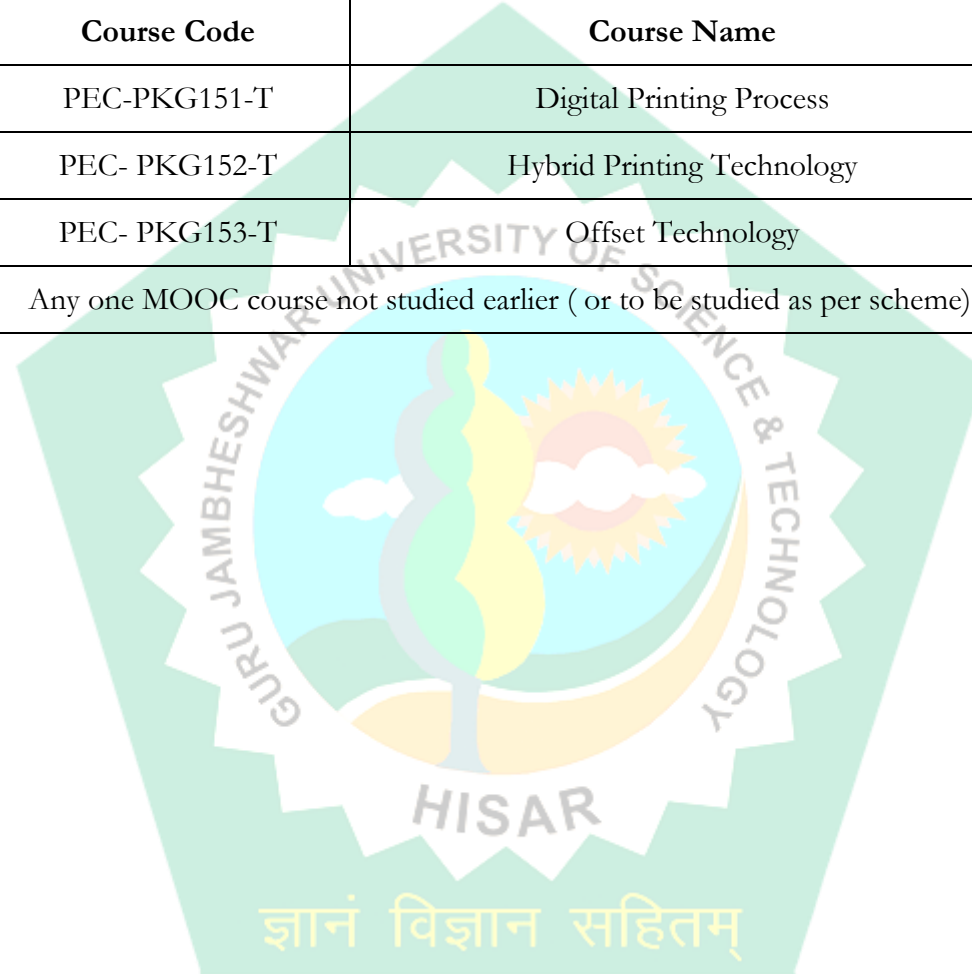 Course Code Course Name
PEC-PKG151-T Digital Printing Process
PEC- PKG152-T Hybrid Printing Technology
PEC- PKG153-T Offset Technology
Any one MOOC course not studied earlier ( or to be studied as per scheme)
GURU JAMBHESHWAR UNIVERSITY OF SCIENCE & TECHNOLOGY
HISAR
ज्ञानं विज्ञान सहितम्